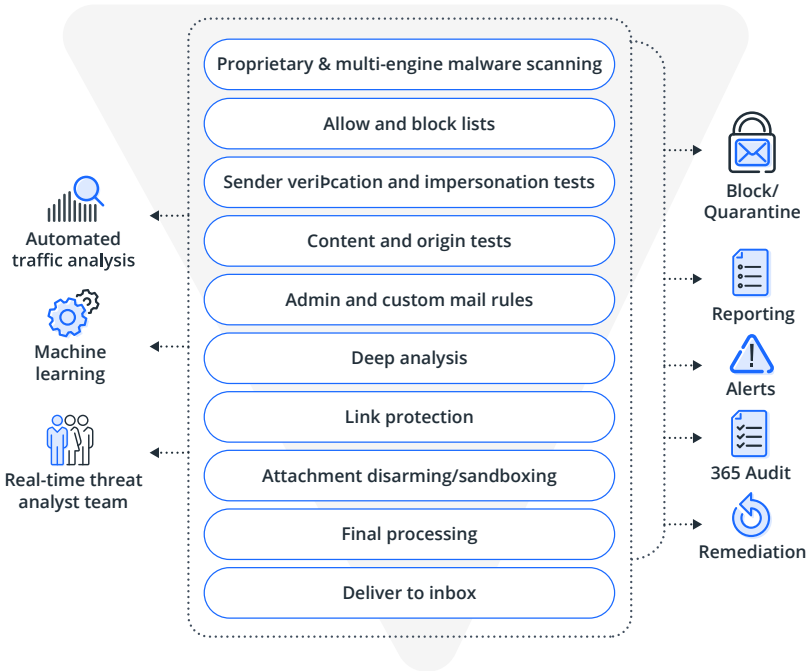 Proprietary & multi-engine malware scanning
Allow and block lists
Sender veriÞcation and impersonation tests
Content and origin tests
Admin and custom mail rules
Deep analysis
Link protection
Attachment disarming/sandboxing
Final processing
Deliver to inbox
Automated
traffic analysis
Machine
learning
Real-time threat
analyst team
Block/
Quarantine
Reporting
Alerts
365 Audit
Remediation